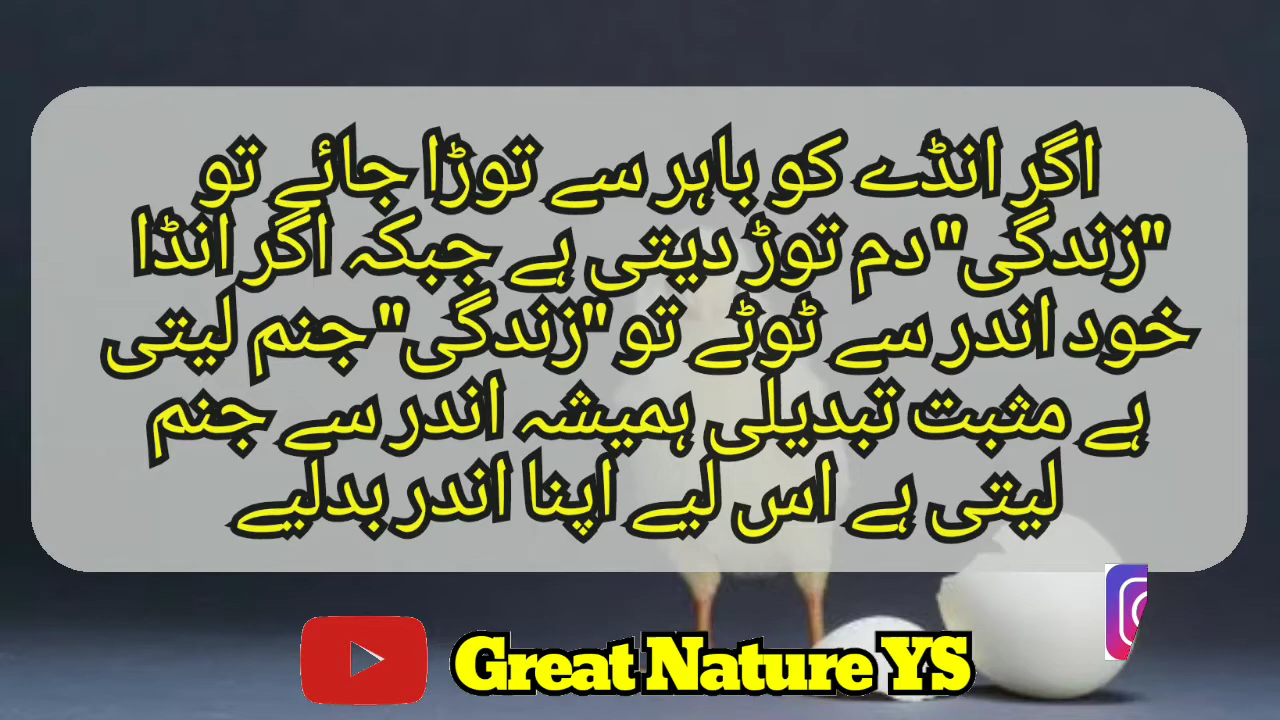 اگر انڈے کو باہر سے توڑا جائے تو
"زندگی" دم توڑ دیتی ہے جبکہ اگر انڈا
خود اندر سے ٹوٹے تو "زندگی" جنم لیتی
ہے مثبت تبدیلی ہمیشہ اندر سے جنم
لیتی ہے اس لیے اپنا اندر بدلیے
Great Nature YS